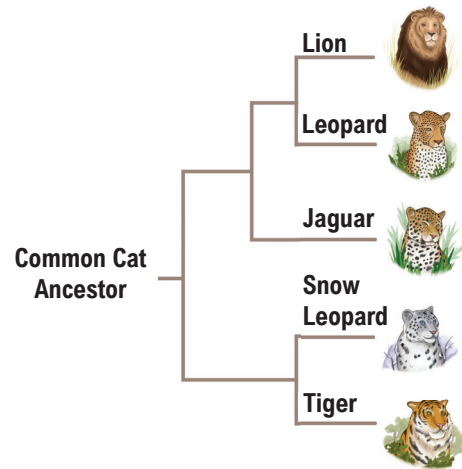 Lion
Leopard
Jaguar
Common Cat
Ancestor
Snow
Leopard
Tiger